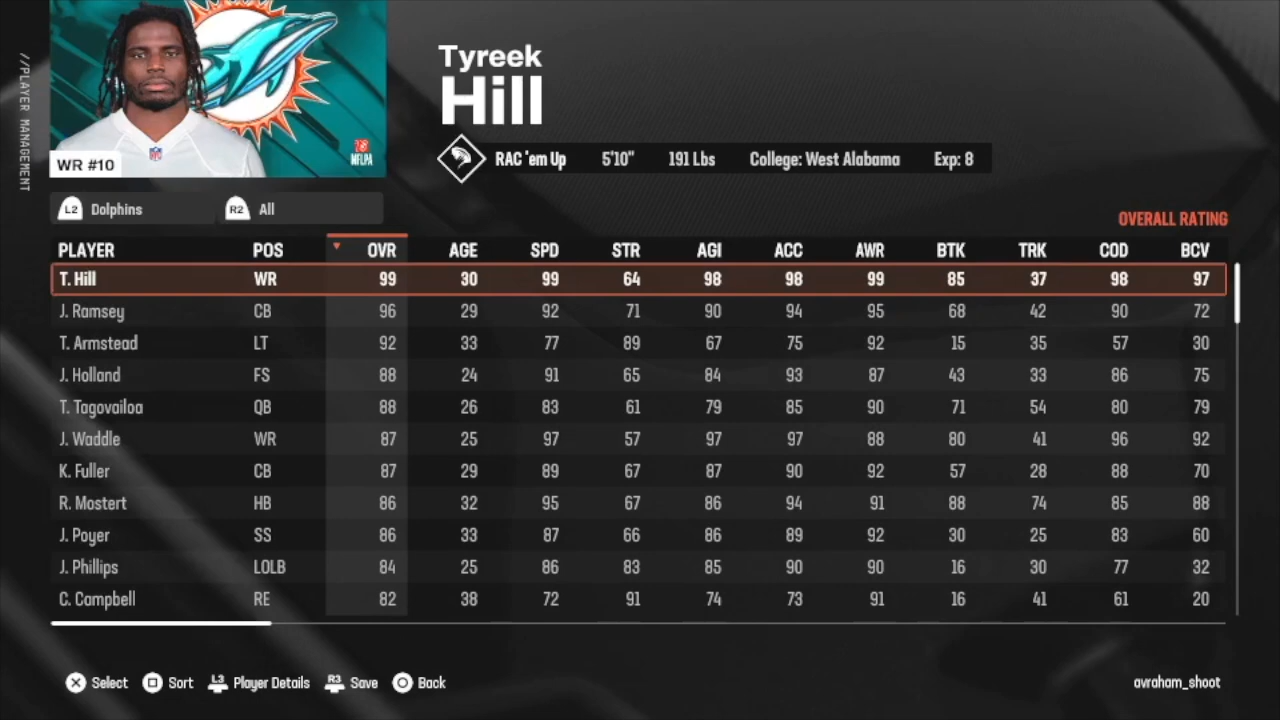 //PLAYER MANAGEMENT
NFL
NFLPA
WR #10
Tyreek
Hill
RAC 'em Up 5'10" 191 Lbs College: West Alabama Exp: 8
L2 Dolphins R2 All
OVERALL RATING
PLAYER POS OVR AGE SPD STR AGI ACC AWR BTK TRK COD BCV
T. Hill WR 99 30 99 64 98 98 99 85 37 98 97
J. Ramsey CB 96 29 92 71 90 94 95 68 42 90 72
T. Armstead LT 92 33 77 89 67 75 92 15 35 57 30
J. Holland FS 88 24 91 65 84 93 87 43 33 86 75
T. Tagovailoa QB 88 26 83 61 79 85 90 71 54 80 79
J. Waddle WR 87 25 97 57 97 97 88 80 41 96 92
K. Fuller CB 87 29 89 67 87 90 92 57 28 88 70
R. Mostert HB 86 32 95 67 86 94 91 88 74 85 88
J. Poyer SS 86 33 87 66 86 89 92 30 25 83 60
J. Phillips LOLB 84 25 86 83 85 90 90 16 30 77 32
C. Campbell RE 82 38 72 91 74 73 91 16 41 61 20
Select Sort L3 Player Details R3 Save Back avraham_shoot